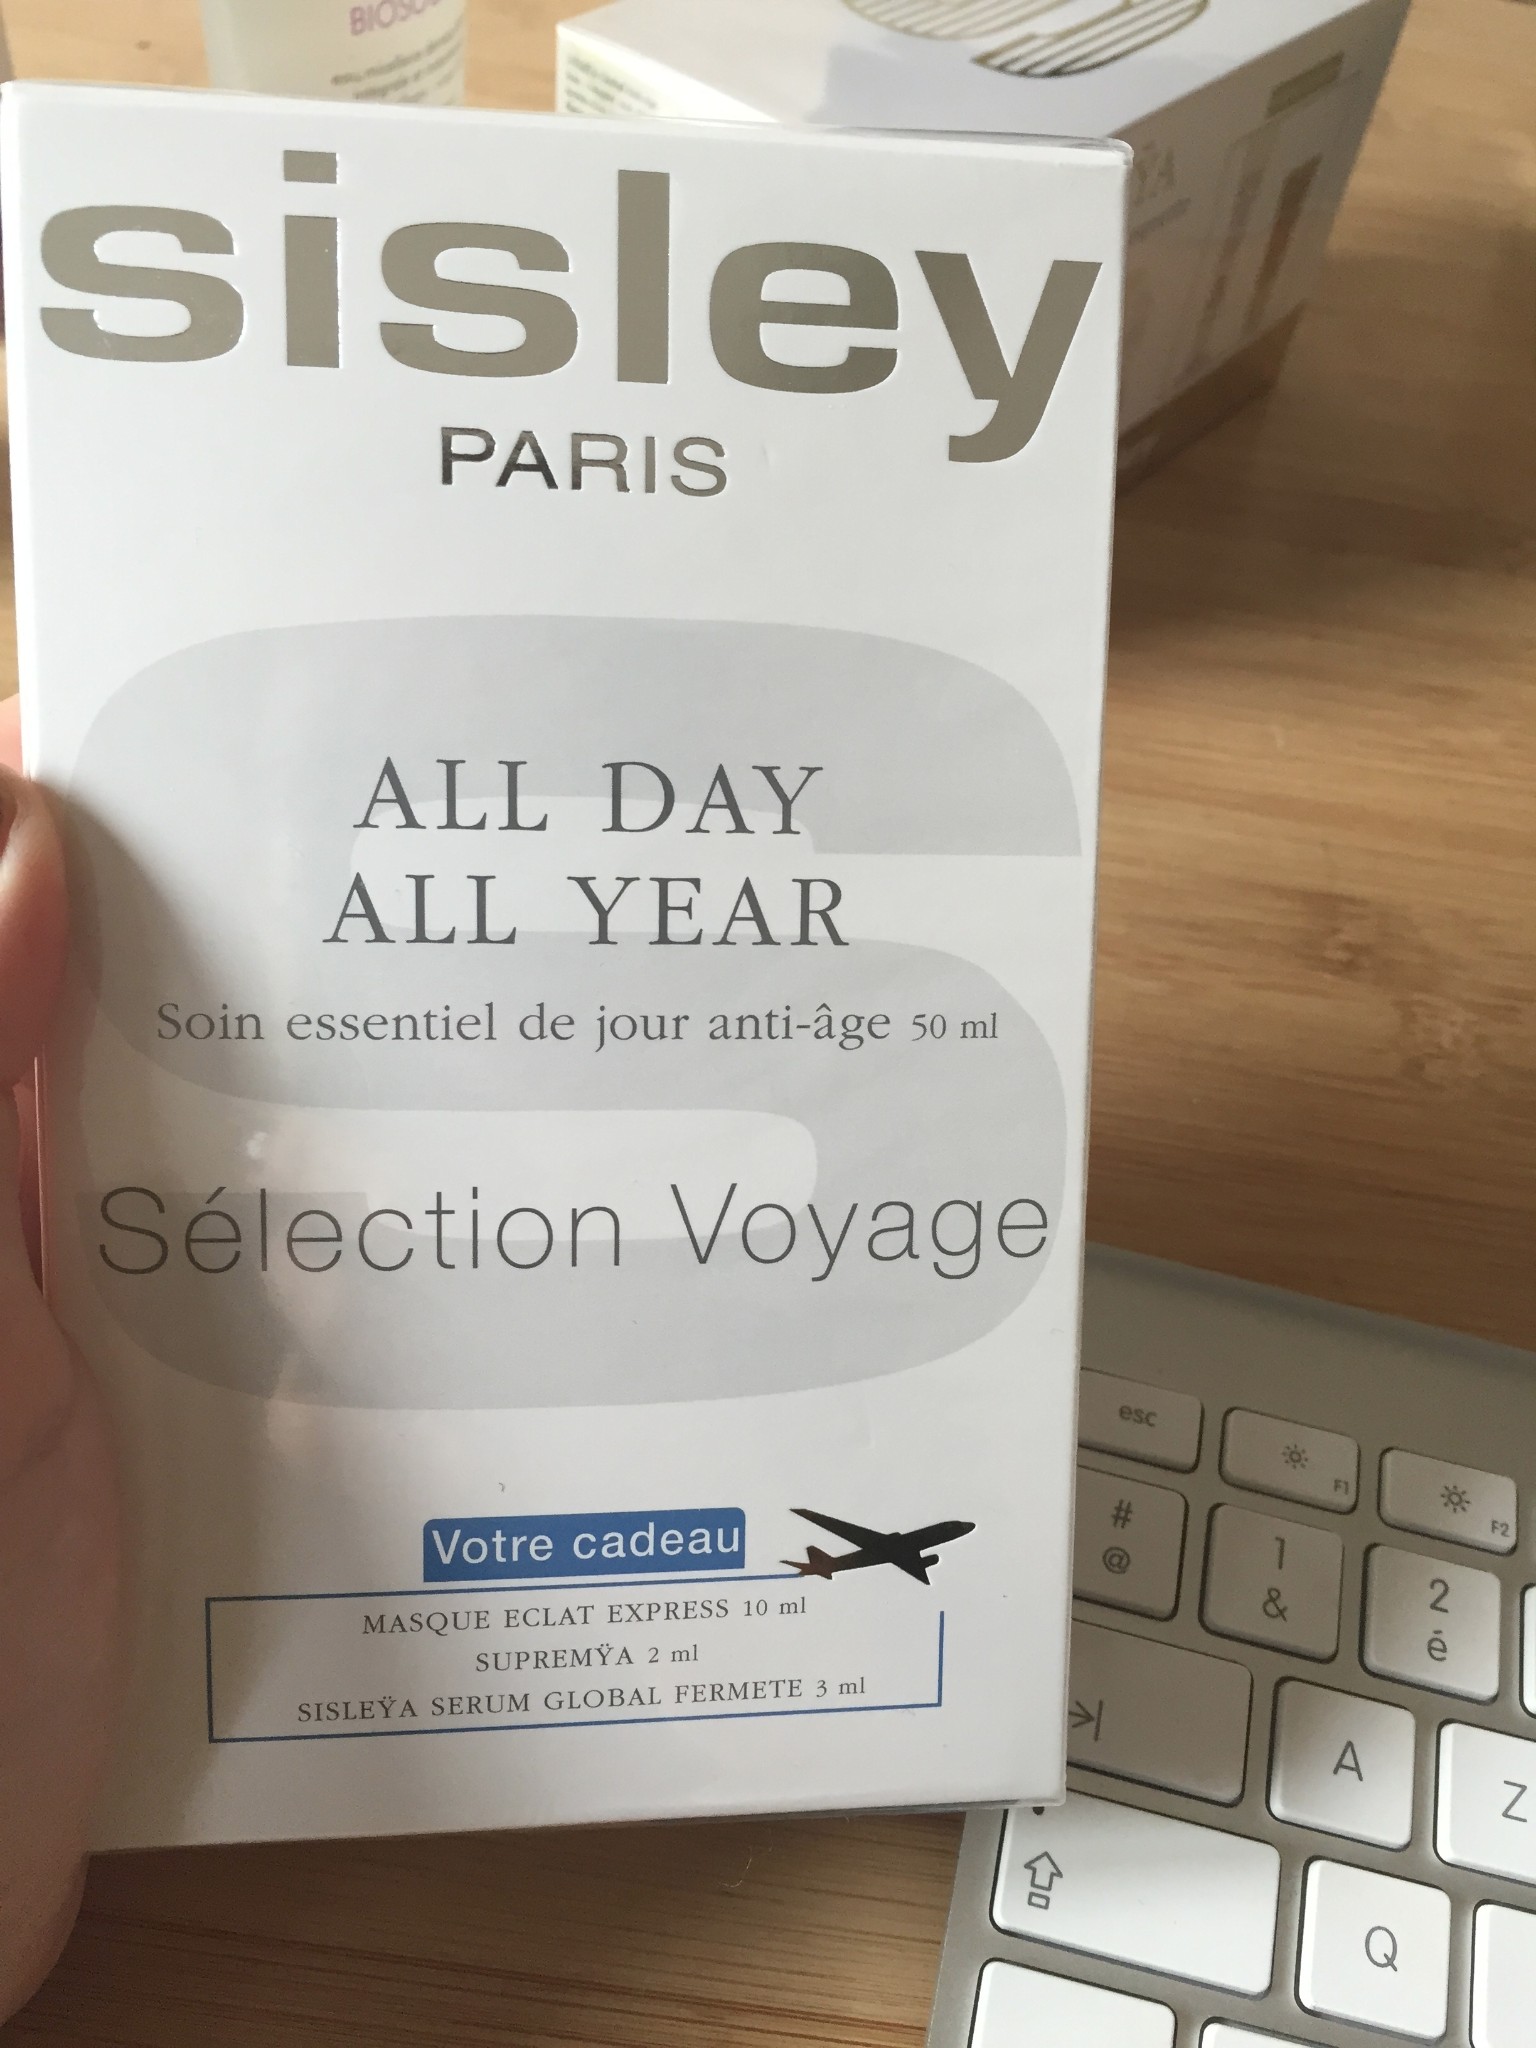 BIOSOU
sisley
PARIS
ALL DAY
ALL YEAR
Soin essentiel de jour anti-âge 50 ml
Sélection Voyage
Votre cadeau
MASQUE ECLAT EXPRESS 10 ml
SUPREMŸA 2 ml
SISLEŸA SERUM GLOBAL FERMETE 3 ml
esc
F1
F2
#
@
1
&
2
é
A
Z
Q